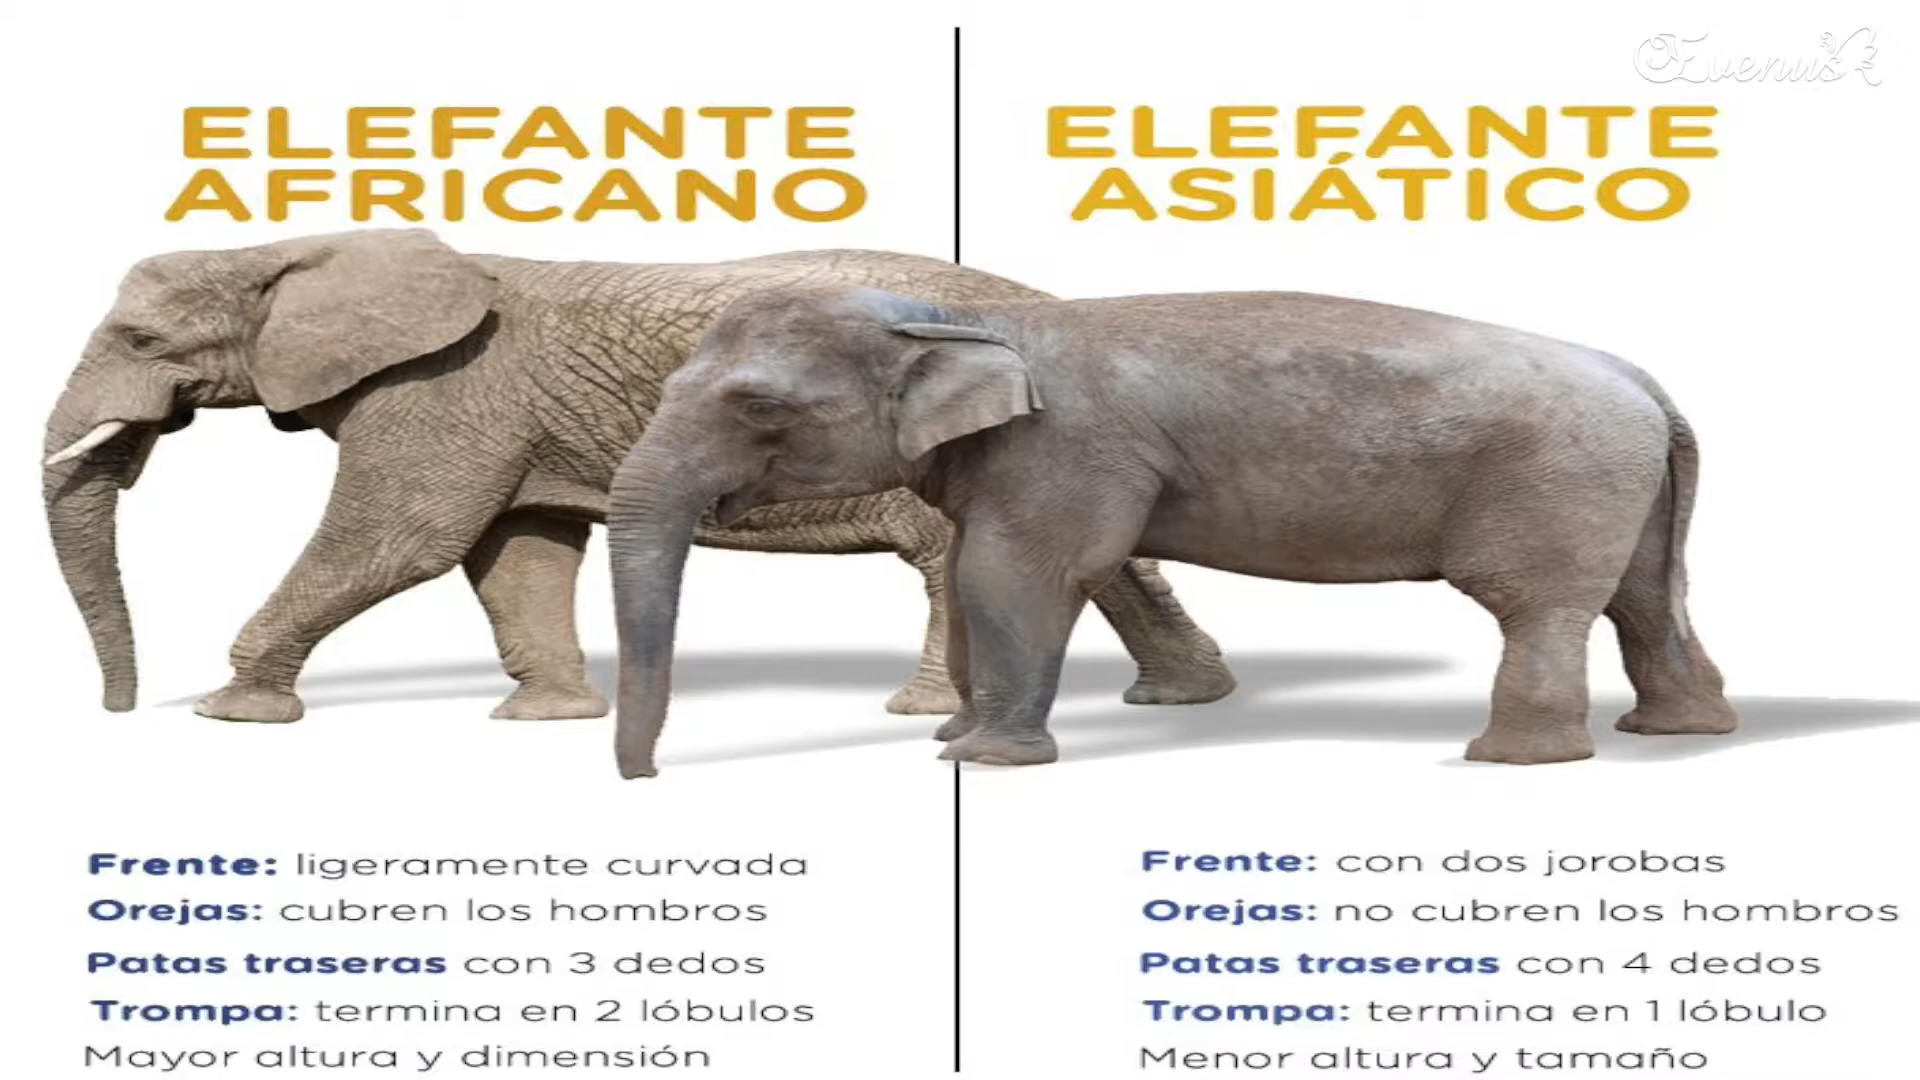 Evenus
ELEFANTE
AFRICANO
Frente: ligeramente curvada
Orejas: cubren los hombros
Patas traseras con 3 dedos
Trompa: termina en 2 lóbulos
Mayor altura y dimensión
ELEFANTE
ASIÁTICO
Frente: con dos jorobas
Orejas: no cubren los hombros
Patas traseras con 4 dedos
Trompa: termina en 1 lóbulo
Menor altura y tamaño